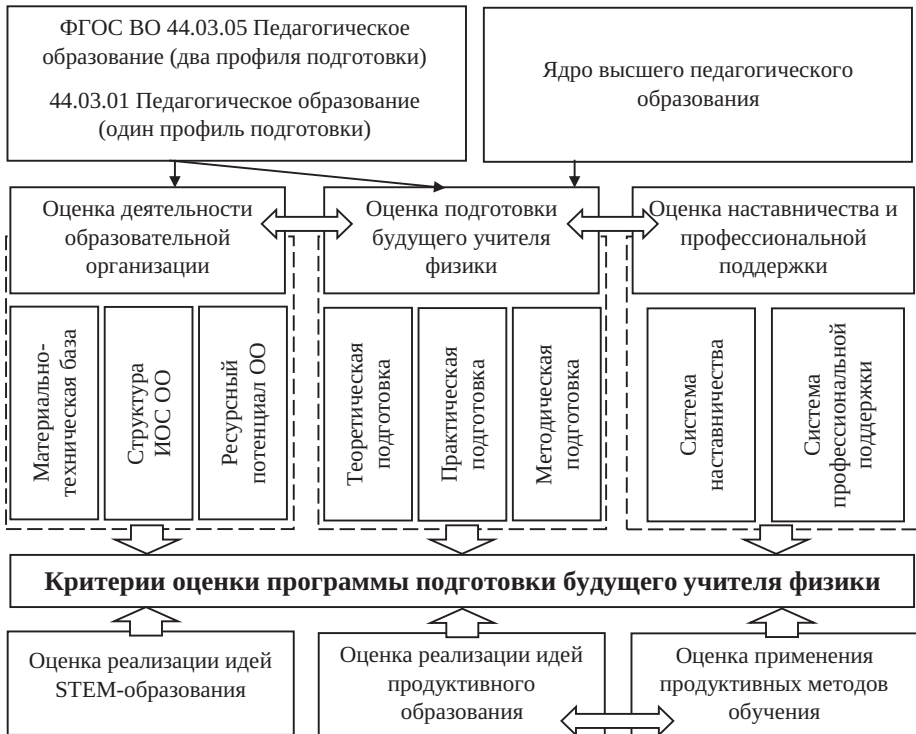 ФГОС ВО 44.03.05 Педагогическое
образование (два профиля подготовки)
44.03.01 Педагогическое образование
(один профиль подготовки)
Ядро высшего педагогического
образования
Оценка деятельности
образовательной
организации
Оценка подготовки
будущего учителя
физики
Оценка наставничества и
профессиональной
поддержки
Материально-
техническая база
Структура
ИОС ОО
Ресурсный
потенциал ОО
Теоретическая
подготовка
Практическая
подготовка
Методическая
подготовка
Система
наставничества
Система
профессиональной
поддержки
Критерии оценки программы подготовки будущего учителя физики
Оценка реализации идей
STEM-образования
Оценка реализации идей
продуктивного
образования
Оценка применения
продуктивных методов
обучения